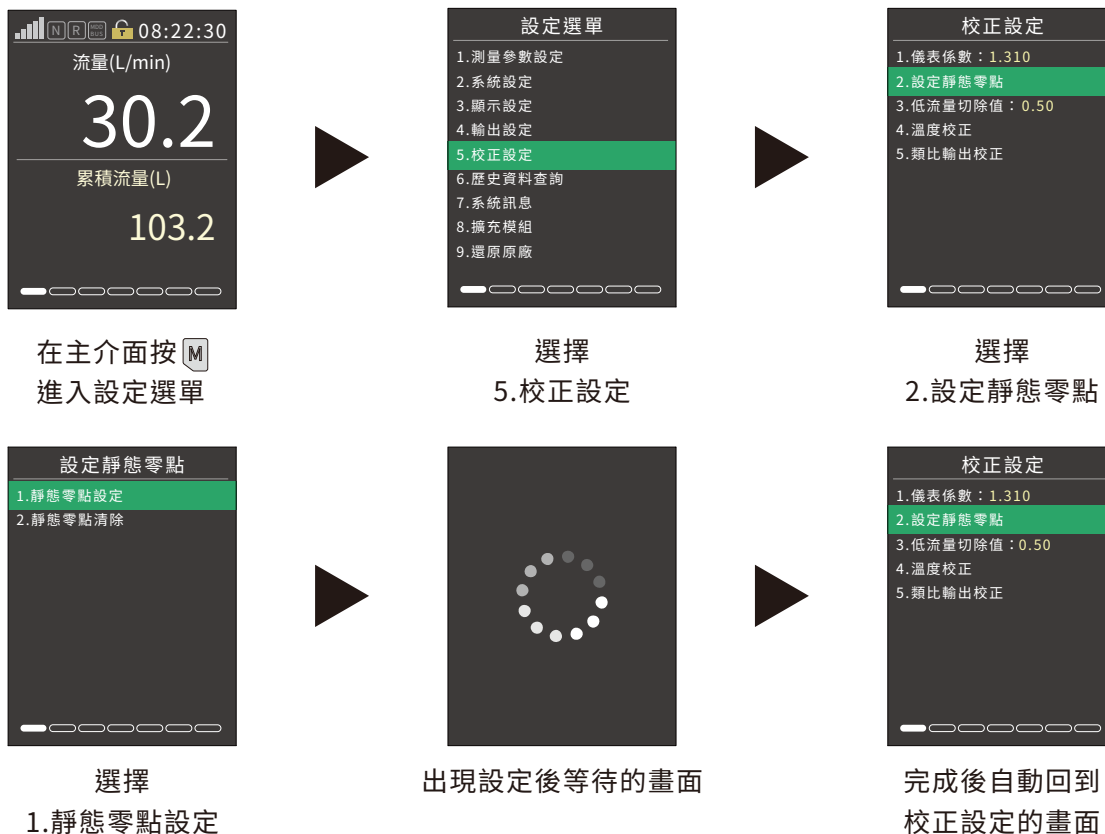 N R MOD BUS 08:22:30
流量(L/min)
30.2
累積流量(L)
103.2
在主介面按 M
進入設定選單
設定選單
1.測量參數設定
2.系統設定
3.顯示設定
4.輸出設定
5.校正設定
6.歷史資料查詢
7.系統訊息
8.擴充模組
9.還原原廠
選擇
5.校正設定
校正設定
1.儀表係數：1.310
2.設定靜態零點
3.低流量切除值：0.50
4.溫度校正
5.類比輸出校正
選擇
2.設定靜態零點
設定靜態零點
1.靜態零點設定
2.靜態零點清除
選擇
1.靜態零點設定
出現設定後等待的畫面
校正設定
1.儀表係數：1.310
2.設定靜態零點
3.低流量切除值：0.50
4.溫度校正
5.類比輸出校正
完成後自動回到
校正設定的畫面